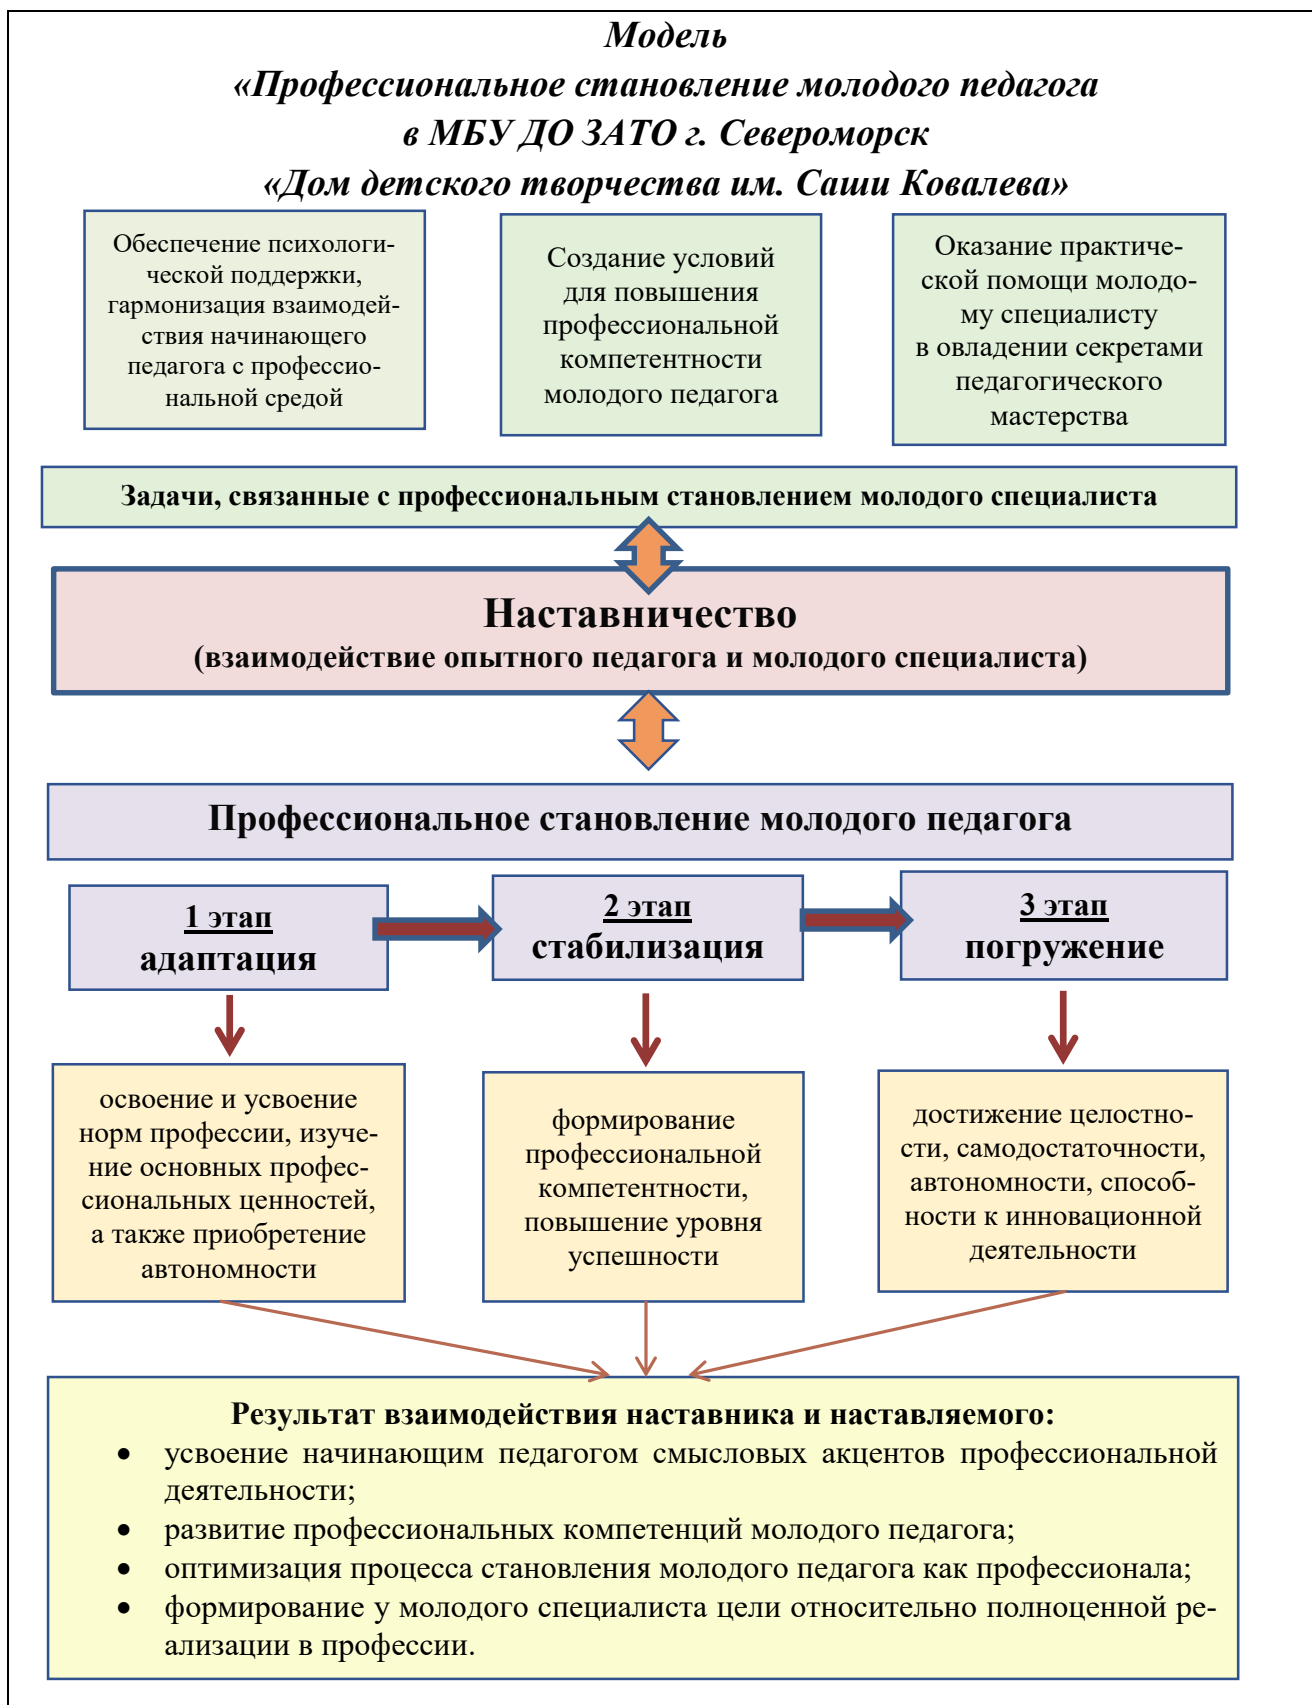 Модель
«Профессиональное становление молодого педагога
в МБУ ДО ЗАТО г. Североморск
«Дом детского творчества им. Саши Ковалева»
Обеспечение психологи-
ческой поддержки,
гармонизация взаимодей-
ствия начинающего
педагога с профессио-
нальной средой
Создание условий
для повышения
профессиональной
компетентности
молодого педагога
Оказание практиче-
ской помощи молодо-
му специалисту
в овладении секретами
педагогического
мастерства
Задачи, связанные с профессиональным становлением молодого специалиста
Наставничество
(взаимодействие опытного педагога и молодого специалиста)
Профессиональное становление молодого педагога
1 этап
адаптация
2 этап
стабилизация
3 этап
погружение
освоение и усвоение
норм профессии, изуче-
ние основных профес-
сиональных ценностей,
а также приобретение
автономности
формирование
профессиональной
компетентности,
повышение уровня
успешности
достижение целостно-
сти, самодостаточности,
автономности, способ-
ности к инновационной
деятельности
Результат взаимодействия наставника и наставляемого:
• усвоение начинающим педагогом смысловых акцентов профессиональной
деятельности;
• развитие профессиональных компетенций молодого педагога;
• оптимизация процесса становления молодого педагога как профессионала;
• формирование у молодого специалиста цели относительно полноценной ре-
ализации в профессии.